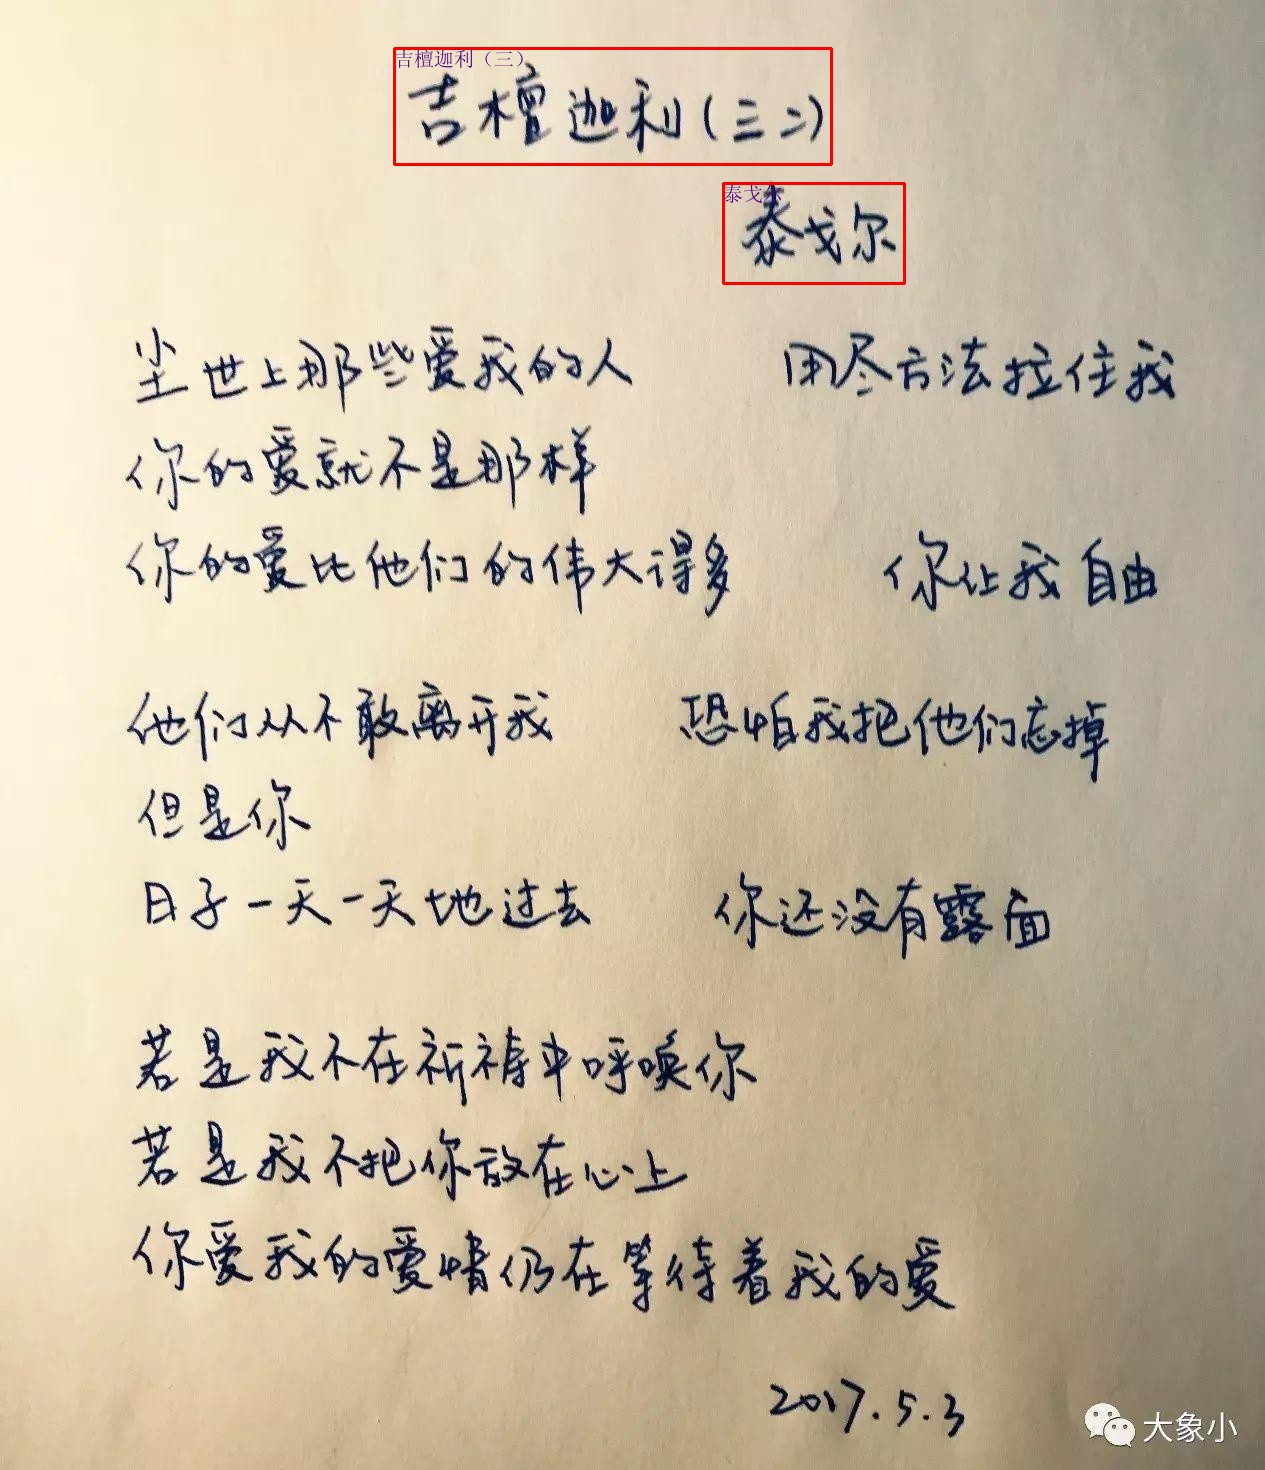 吉檀迦利（三）
吉檀迦利(三二)
泰戈尔
泰戈尔
尘世上那些爱我的人 用尽方法拉住我
你的爱就不是那样
你的爱比他们的伟大得多 你让我自由
他们从不敢离开我 恐怕我把他们忘掉
但是你
日子一天一天地过去 你还没有露面
若是我不在祈祷中呼唤你
若是我不把你放在心上
你爱我的爱情仍在等待着我的爱
2017.5.3
大象小